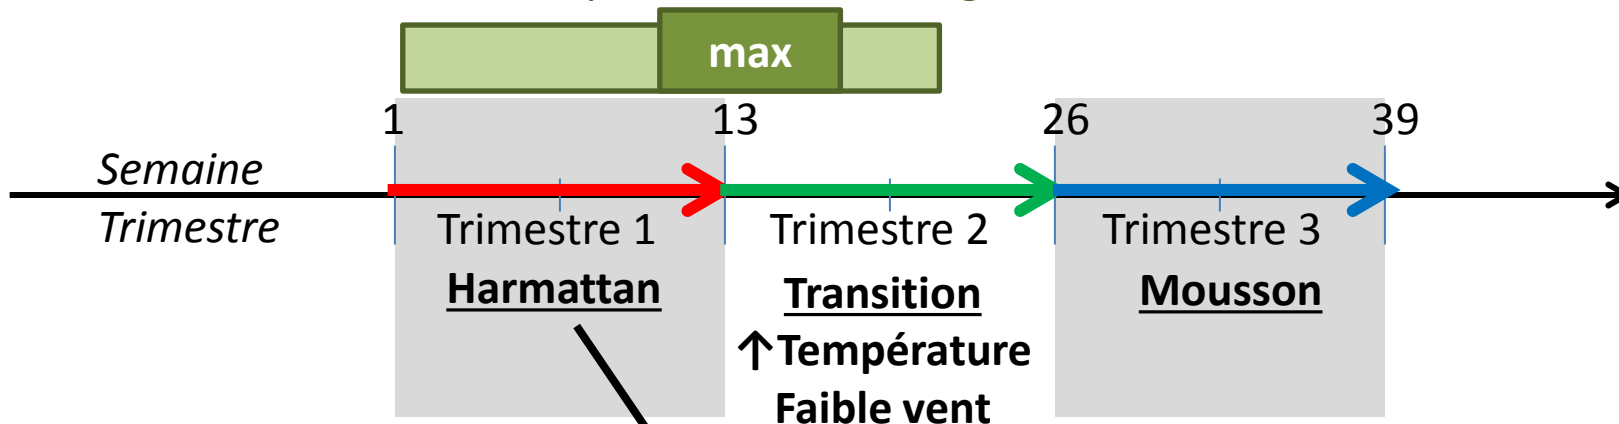 max
1 13 26 39
Semaine
Trimestre Trimestre 1 Trimestre 2 Trimestre 3
Harmattan Transition Mousson
↑Température
Faible vent